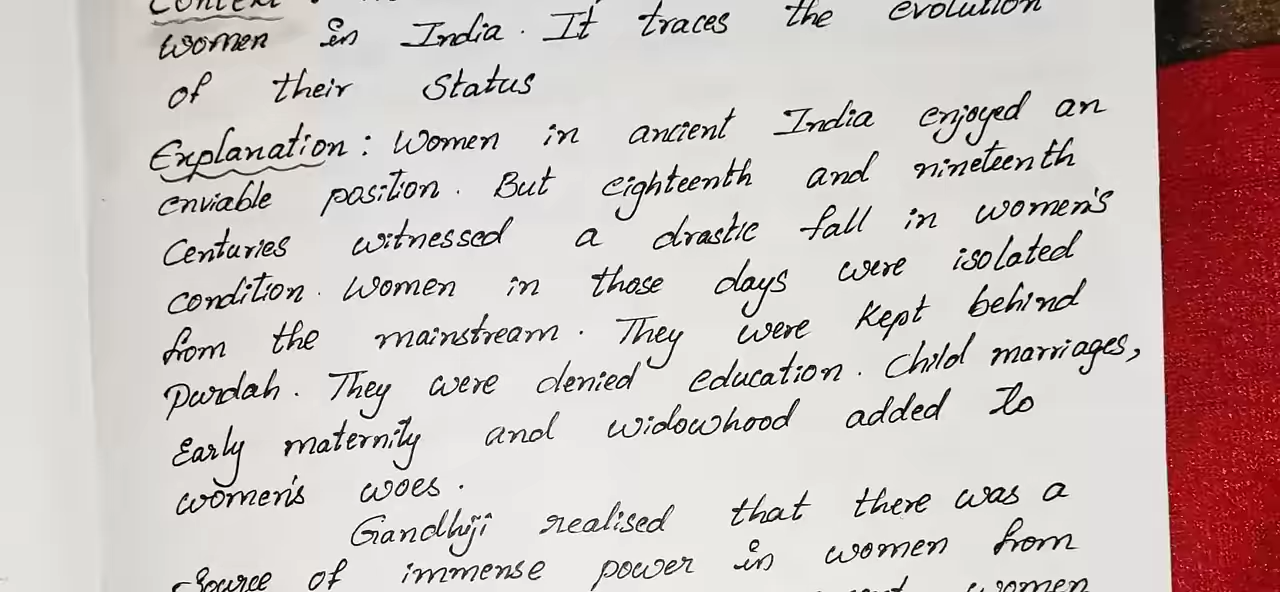 Context :
women in India. It traces the evolution
of their Status
Explanation : Women in ancient India enjoyed an
enviable position. But eighteenth and nineteenth
Centuries witnessed a drastic fall in women's
condition. Women in those days were isolated
from the mainstream. They were kept behind
Purdah. They were denied education. Child marriages,
Early maternity and widowhood added to
women's woes.
Gandhiji realised that there was a
Source of immense power in women from
women